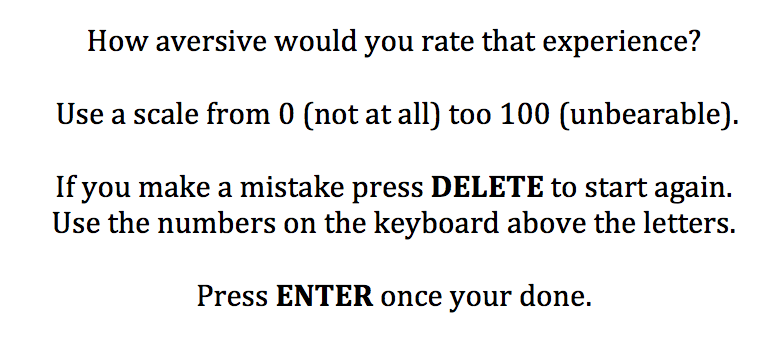 How aversive would you rate that experience?
Use a scale from 0 (not at all) too 100 (unbearable).
If you make a mistake press DELETE to start again.
Use the numbers on the keyboard above the letters.
Press ENTER once your done.